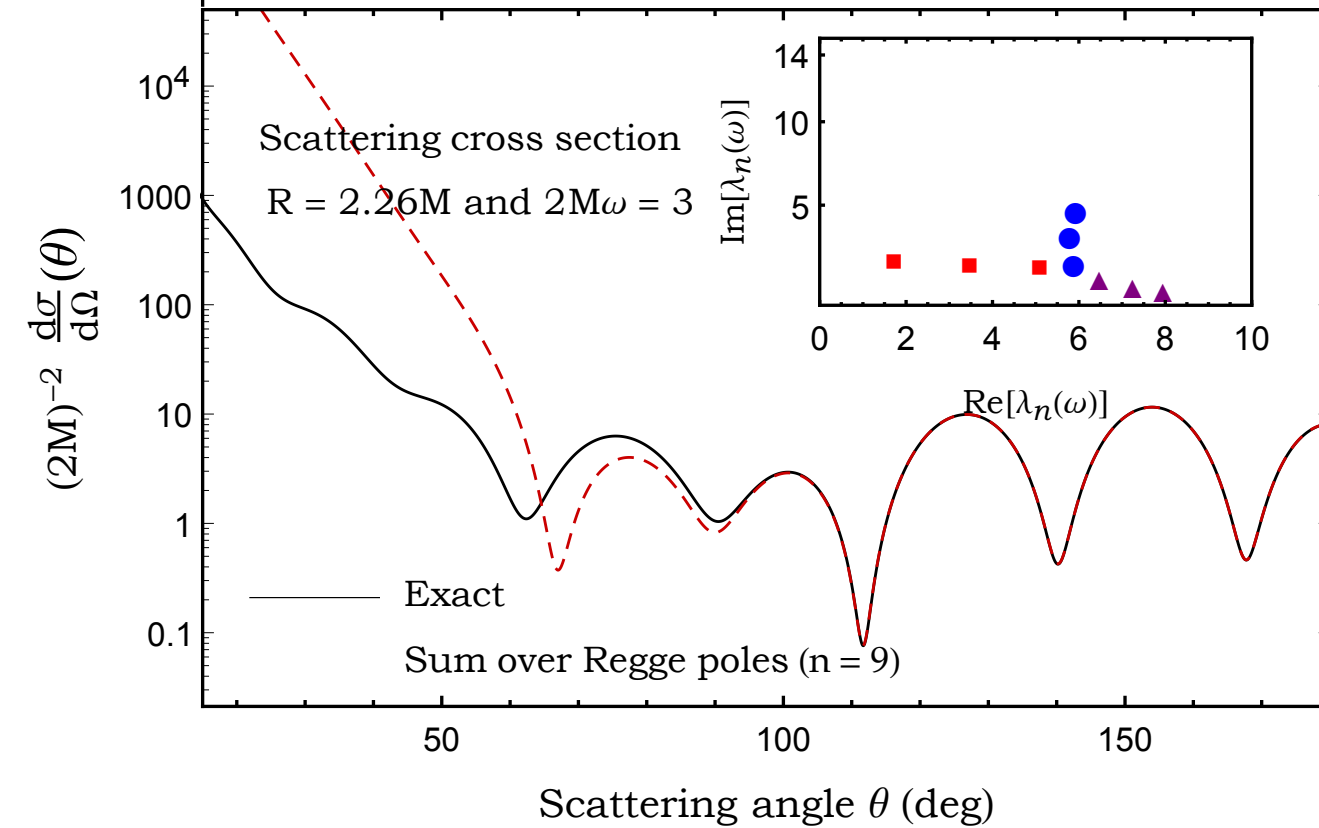 10⁴
1000
100
10
1
0.1
(2M)⁻² dσ/dΩ (θ)
Scattering cross section
R = 2.26M and 2Mω = 3
Exact
Sum over Regge poles (n = 9)
50
100
150
Scattering angle θ (deg)
14
10
5
Im[λn(ω)]
0
2
4
6
8
10
Re[λn(ω)]